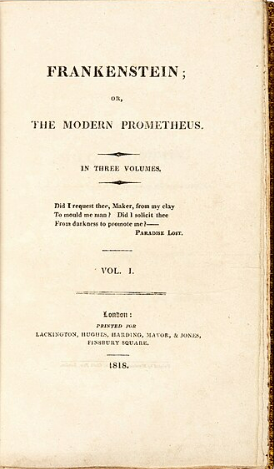 FRANKENSTEIN;
OR,
THE MODERN PROMETHEUS.
IN THREE VOLUMES.
Did I request thee, Maker, from my clay
To mould me man? Did I solicit thee
From darkness to promote me?——
PARADISE LOST.
VOL. I.
London:
PRINTED FOR
LACKINGTON, HUGHES, HARDING, MAVOR, & JONES,
FINSBURY SQUARE.
1818.